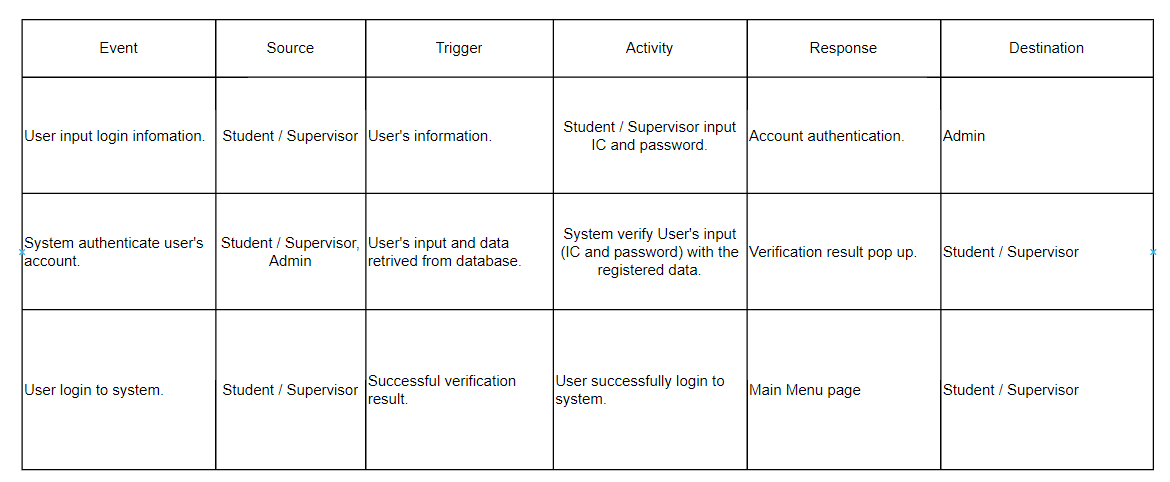 Event
Source
Trigger
Activity
Response
Destination
User input login infomation.
Student / Supervisor
User's information.
Student / Supervisor input
IC and password.
Account authentication.
Admin
System authenticate user's
account.
Student / Supervisor,
Admin
User's input and data
retrived from database.
System verify User's input
(IC and password) with the
registered data.
Verification result pop up.
Student / Supervisor
User login to system.
Student / Supervisor
Successful verification
result.
User successfully login to
system.
Main Menu page
Student / Supervisor